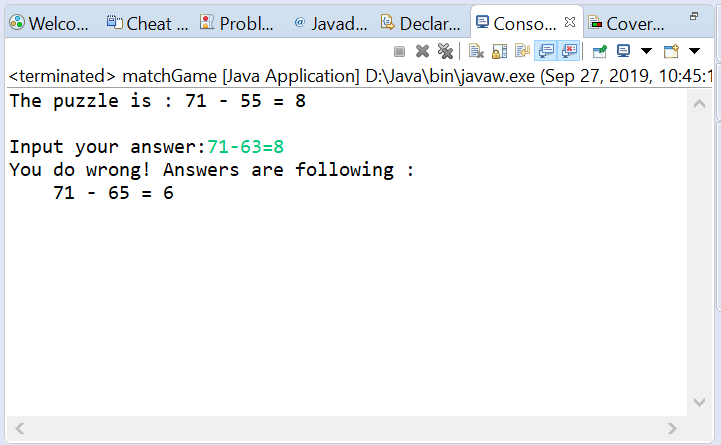 Welco... Cheat ... Probl... @ Javad... Declar... Conso... Cover...
<terminated> matchGame [Java Application] D:\Java\bin\javaw.exe (Sep 27, 2019, 10:45:1
The puzzle is : 71 - 55 = 8
Input your answer:71-63=8
You do wrong! Answers are following :
71 - 65 = 6